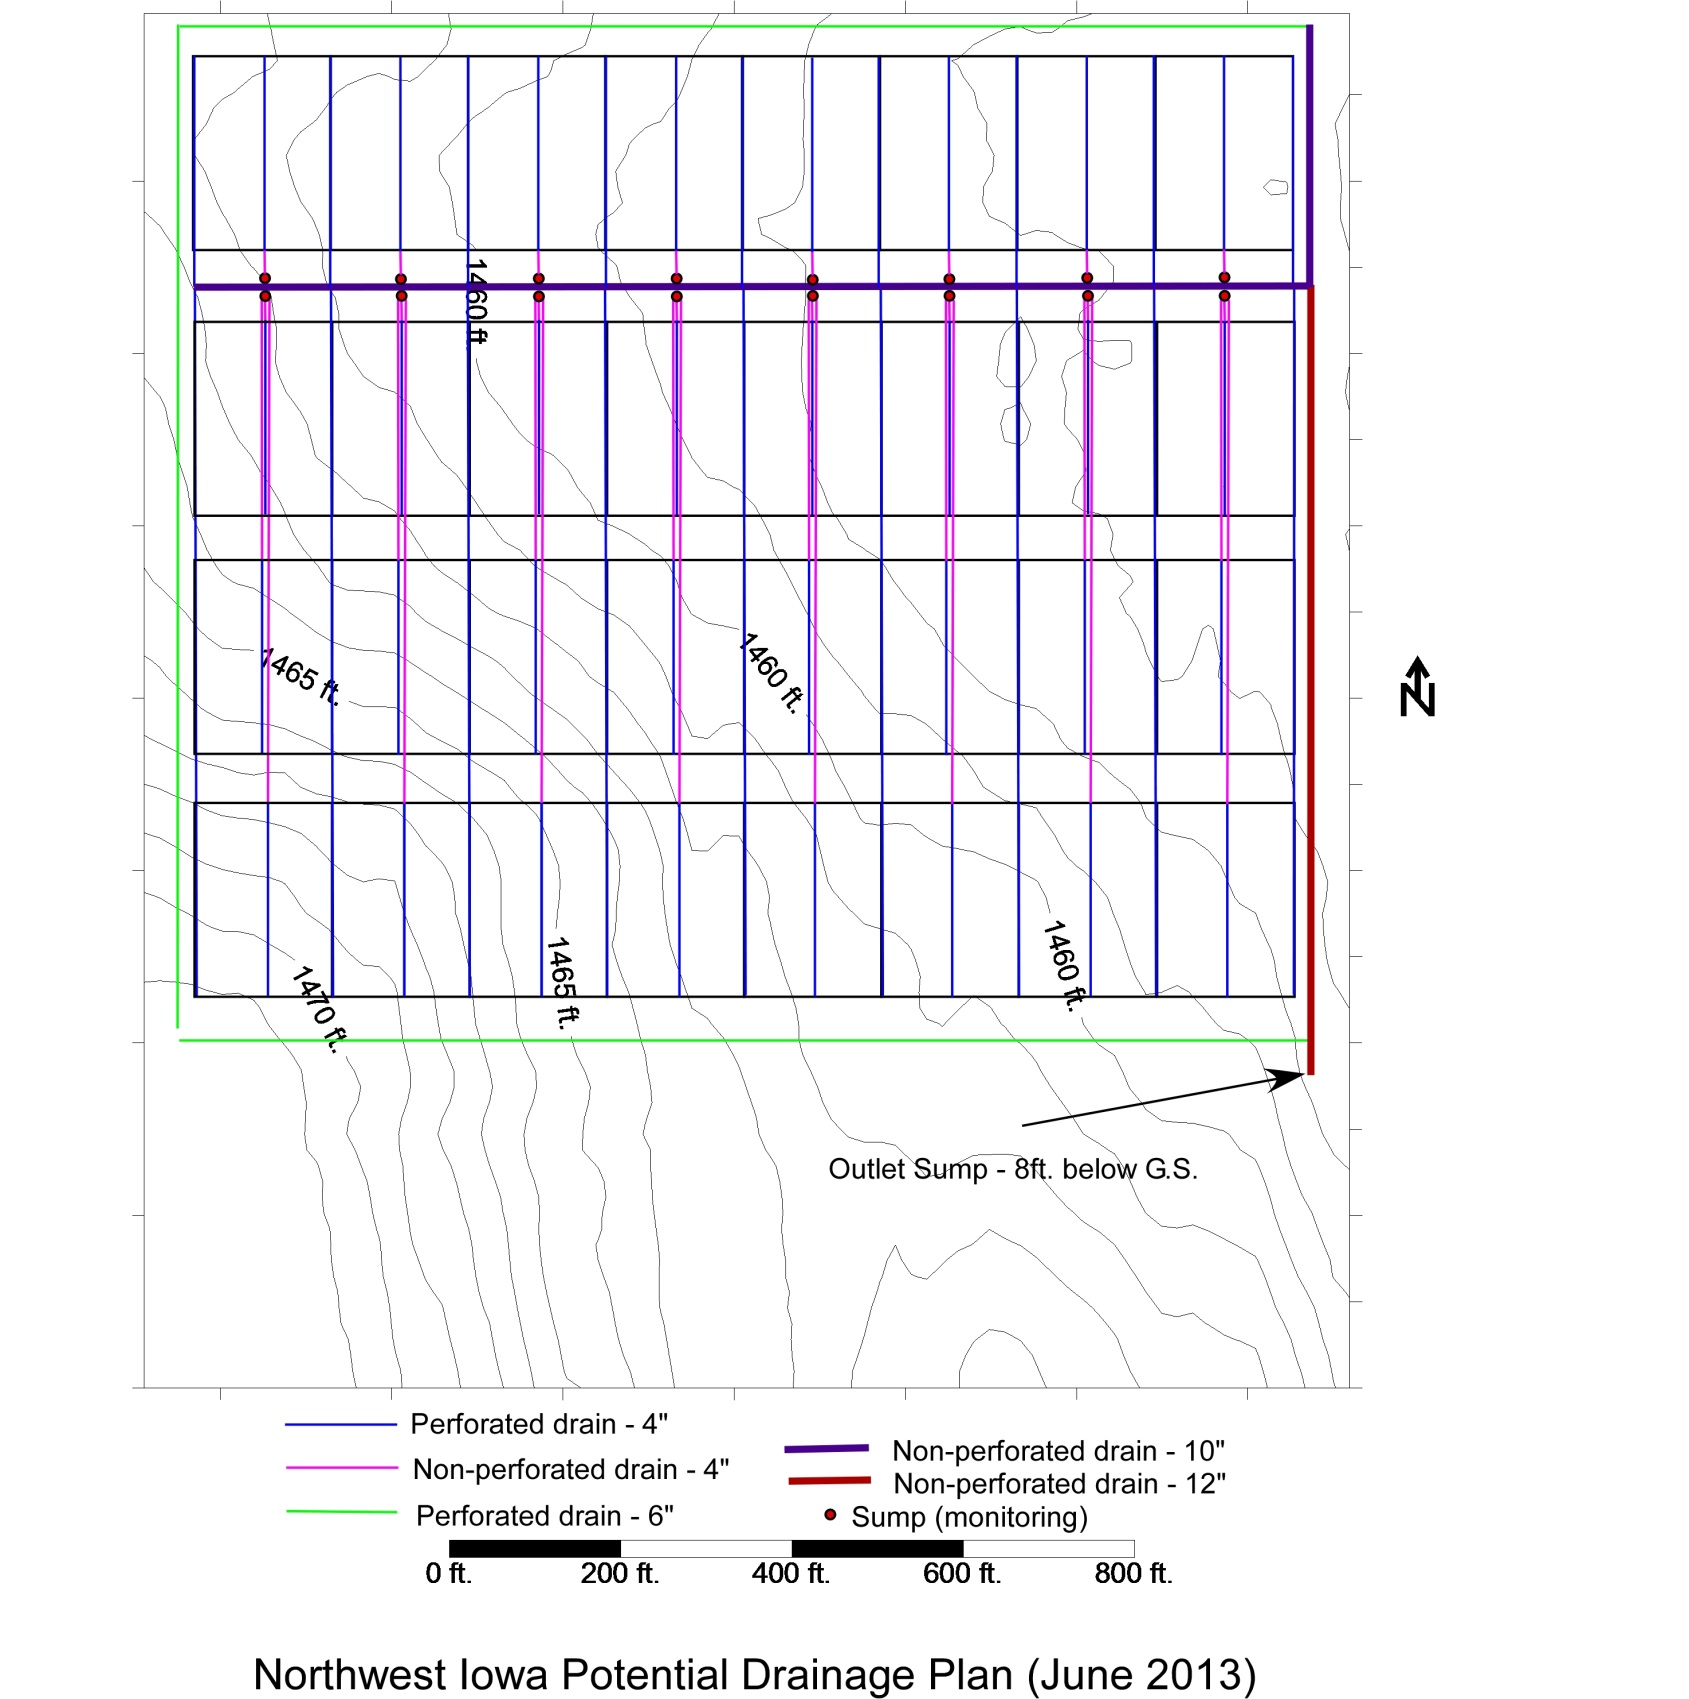 1460 ft
1465 ft.
1460 ft.
N
1460 ft.
1465 ft.
1470 ft.
Outlet Sump - 8ft. below G.S.
Perforated drain - 4"
Non-perforated drain - 4"
Perforated drain - 6"
Non-perforated drain - 10"
Non-perforated drain - 12"
Sump (monitoring)
0 ft. 200 ft. 400 ft. 600 ft. 800 ft.
Northwest Iowa Potential Drainage Plan (June 2013)